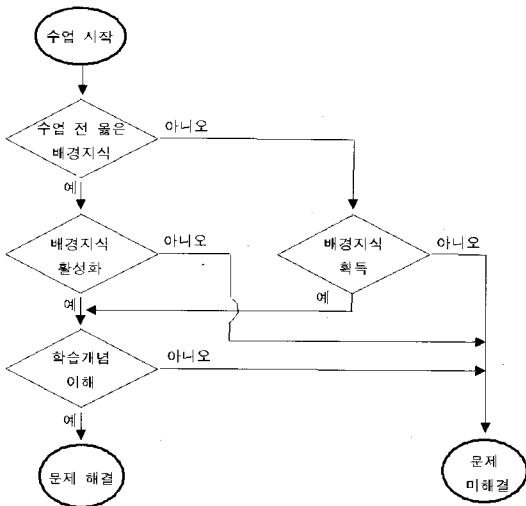 수업 시작
수업 전 옳은
배경지식
아니오
예
배경지식
활성화
아니오
배경지식
획득
아니오
예
예
학습개념
이해
아니오
예
문제 해결
문제
미해결